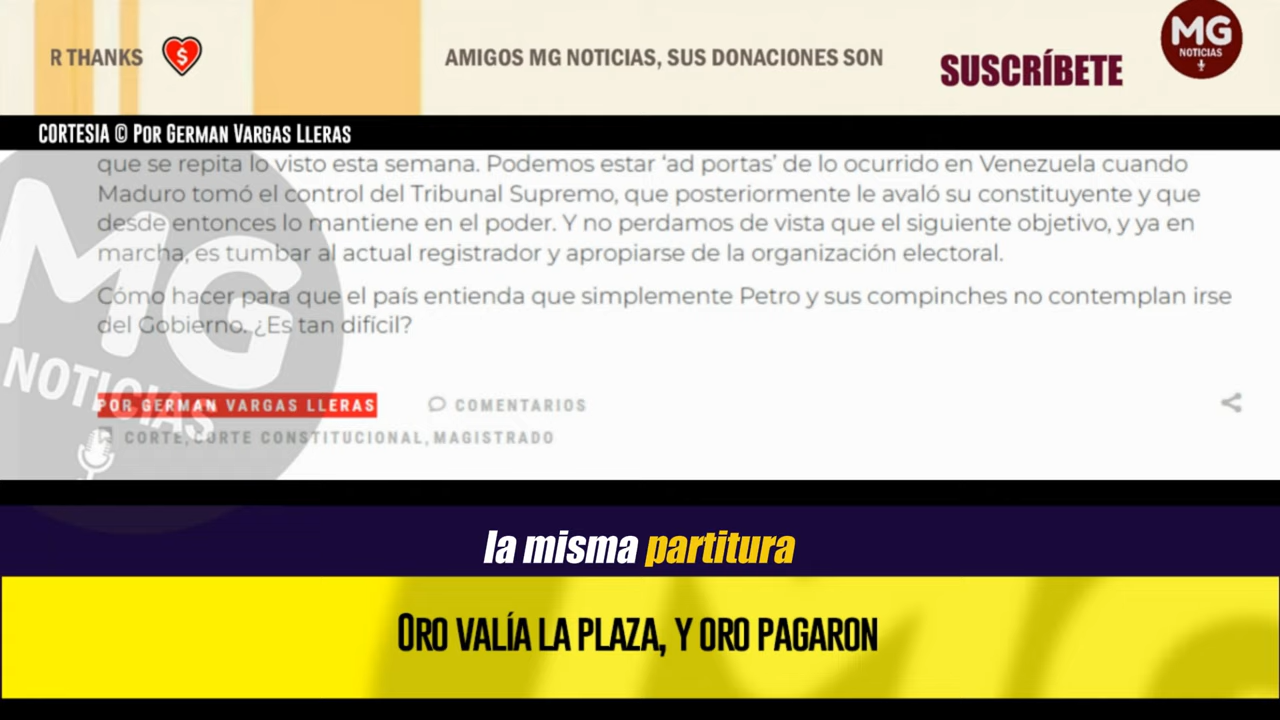 R THANKS
AMIGOS MG NOTICIAS, SUS DONACIONES SON
SUSCRÍBETE
MG
NOTICIAS
CORTESIA © POR GERMAN VARGAS LLERAS
que se repita lo visto esta semana. Podemos estar ‘ad portas’ de lo ocurrido en Venezuela cuando
Maduro tomó el control del Tribunal Supremo, que posteriormente le avaló su constituyente y que
desde entonces lo mantiene en el poder. Y no perdamos de vista que el siguiente objetivo, y ya en
marcha, es tumbar al actual registrador y apropiarse de la organización electoral.
Cómo hacer para que el país entienda que simplemente Petro y sus compinches no contemplan irse
del Gobierno. ¿Es tan difícil?
MG
NOTICIAS
POR GERMAN VARGAS LLERAS
COMENTARIOS
CORTE, CORTE CONSTITUCIONAL, MAGISTRADO
la misma partitura
ORO VALÍA LA PLAZA, Y ORO PAGARON